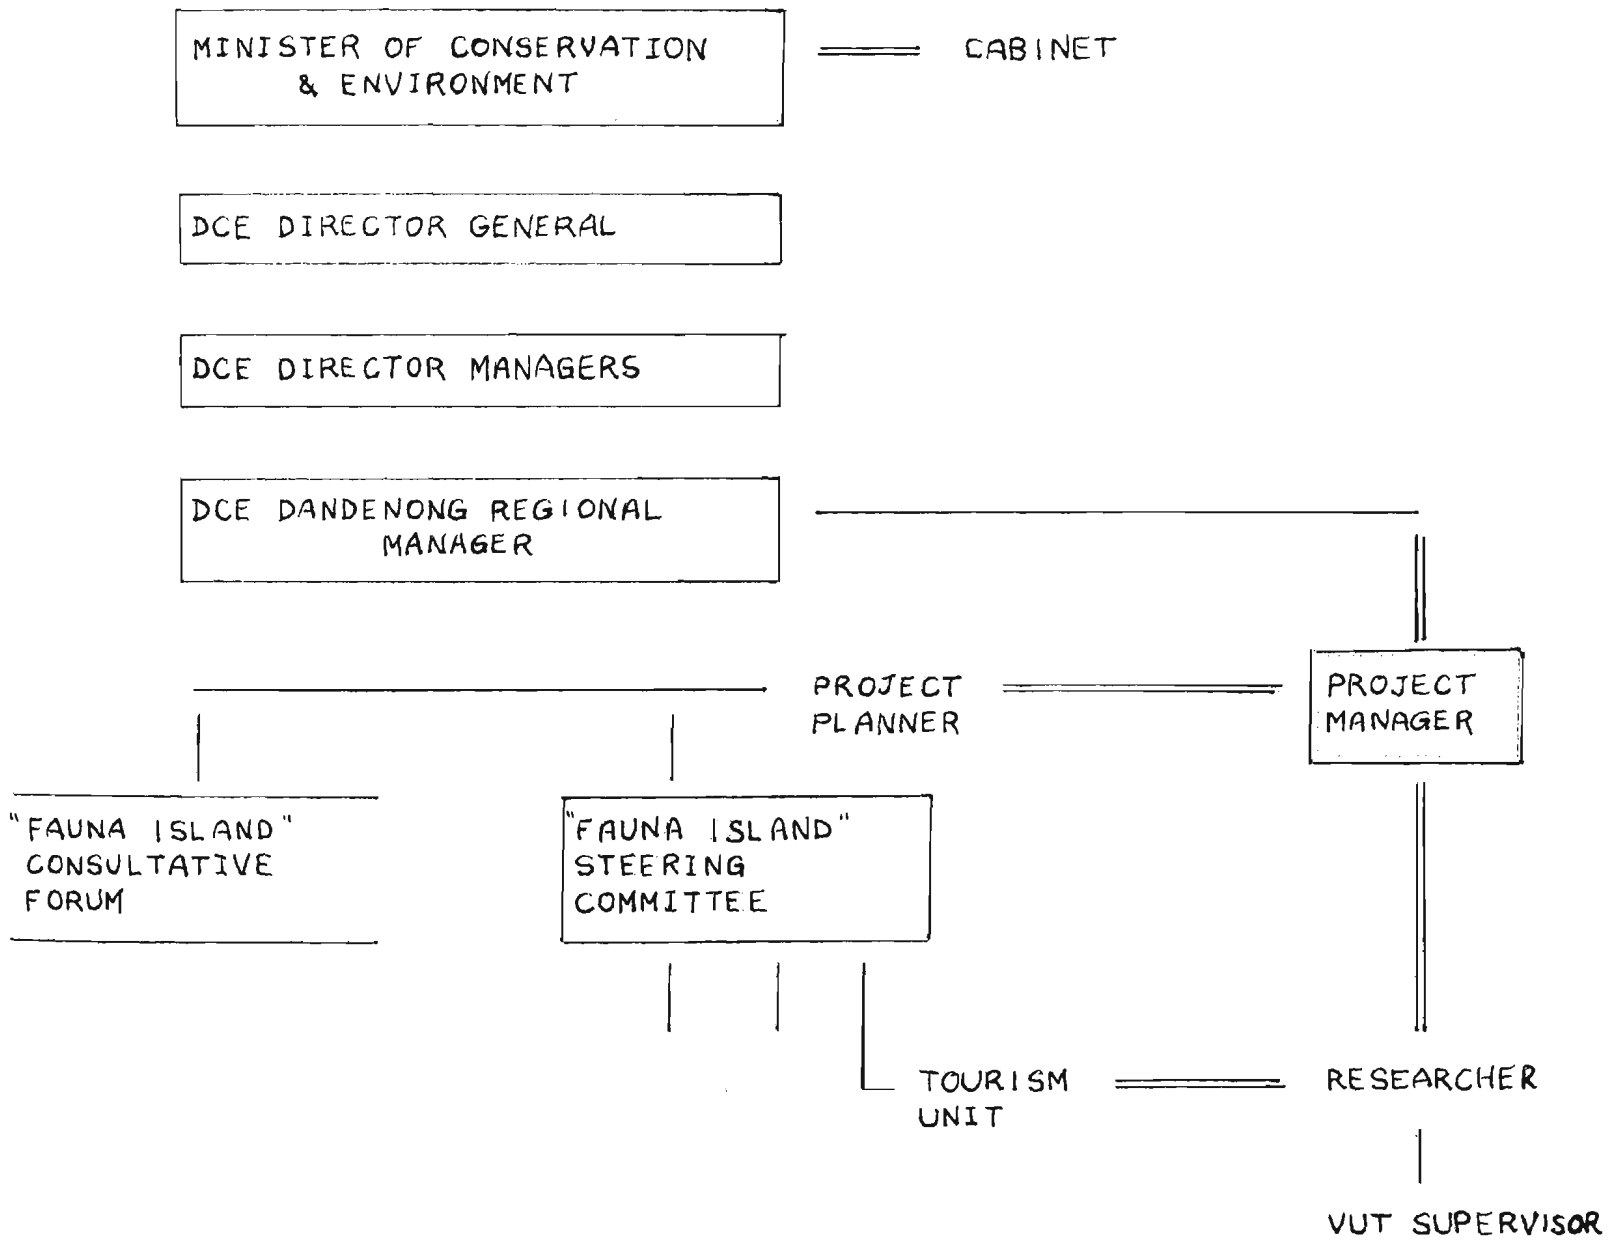 MINISTER OF CONSERVATION
& ENVIRONMENT
CABINET
DCE DIRECTOR GENERAL
DCE DIRECTOR MANAGERS
DCE DANDENONG REGIONAL
MANAGER
PROJECT
PLANNER
PROJECT
MANAGER
"FAUNA ISLAND"
CONSULTATIVE
FORUM
"FAUNA ISLAND"
STEERING
COMMITTEE
TOURISM
UNIT
RESEARCHER
VUT SUPERVISOR